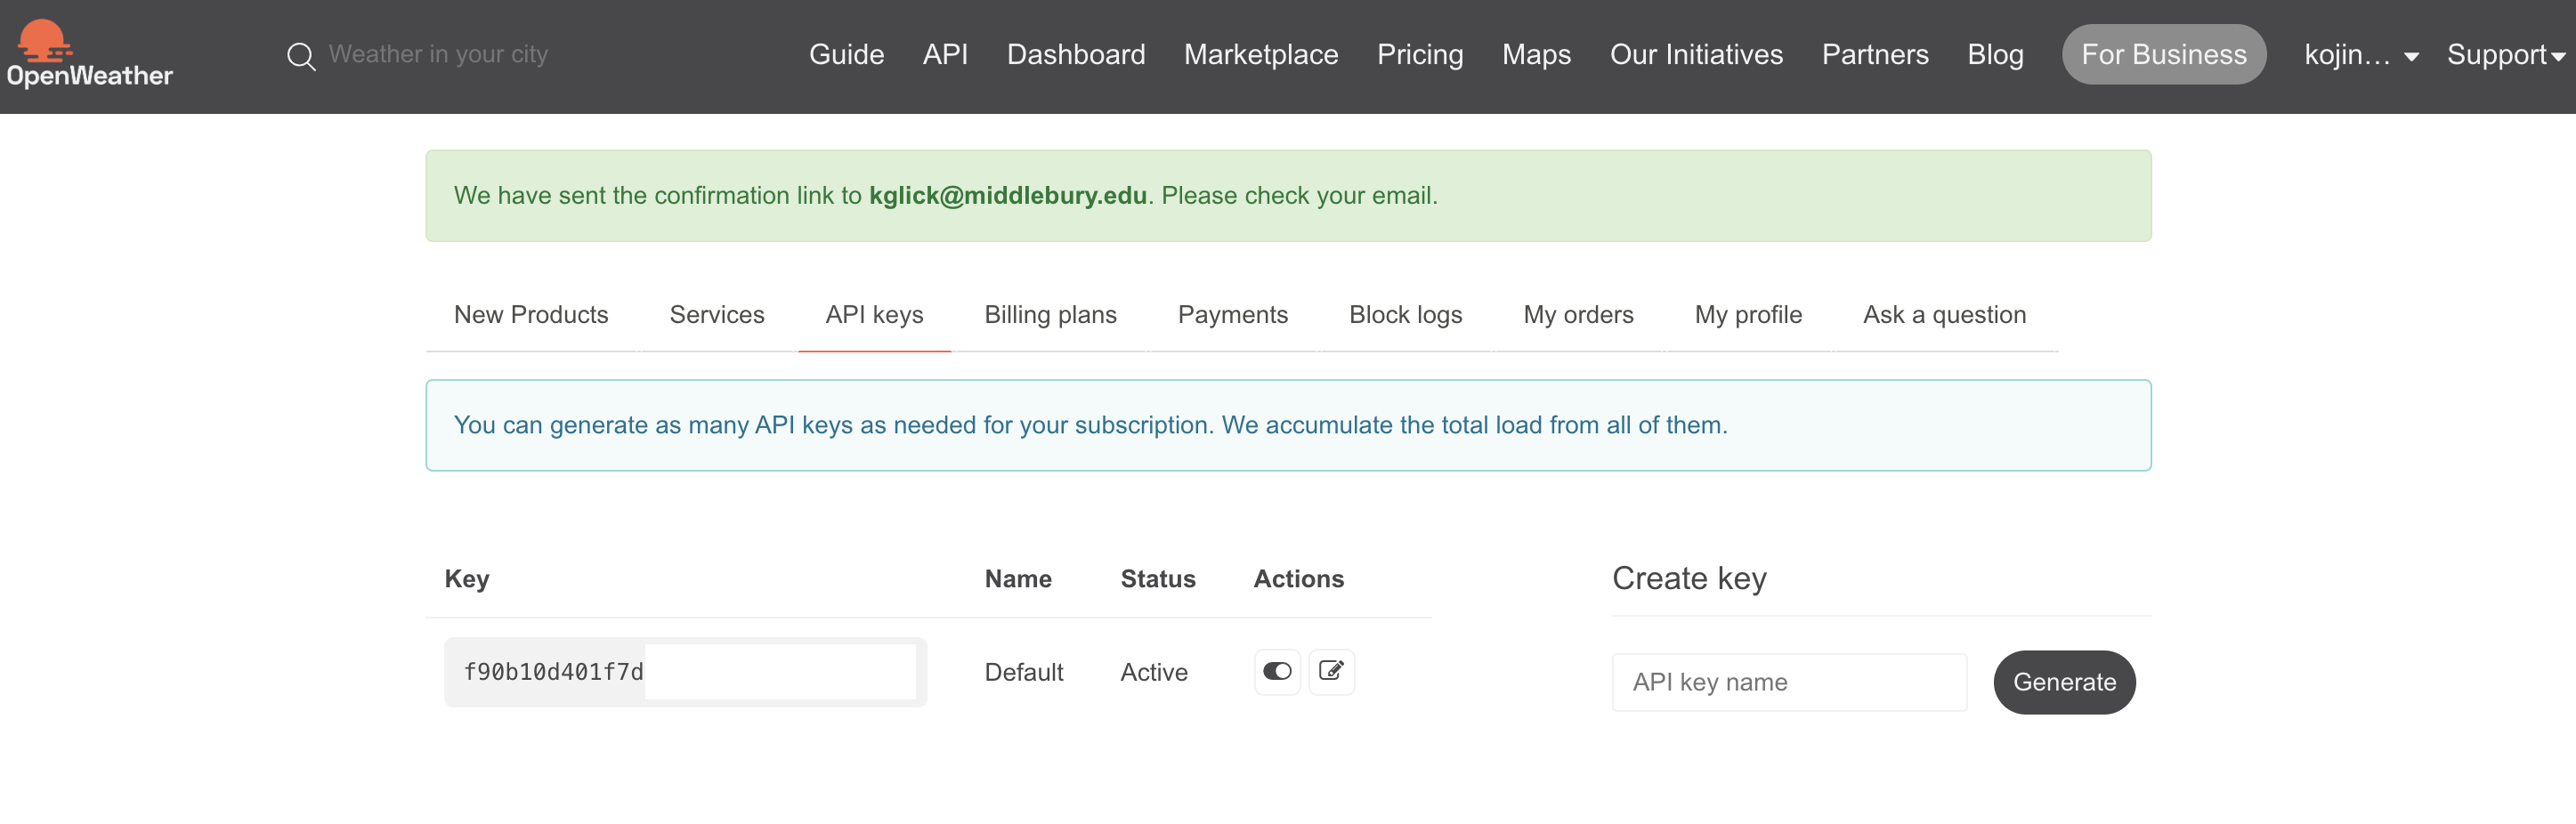 OpenWeather
Weather in your city
Guide API Dashboard Marketplace Pricing Maps Our Initiatives Partners Blog For Business kojin... Support
We have sent the confirmation link to kglick@middlebury.edu. Please check your email.
New Products Services API keys Billing plans Payments Block logs My orders My profile Ask a question
You can generate as many API keys as needed for your subscription. We accumulate the total load from all of them.
Key Name Status Actions
f90b10d401f7d Default Active
Create key
API key name Generate